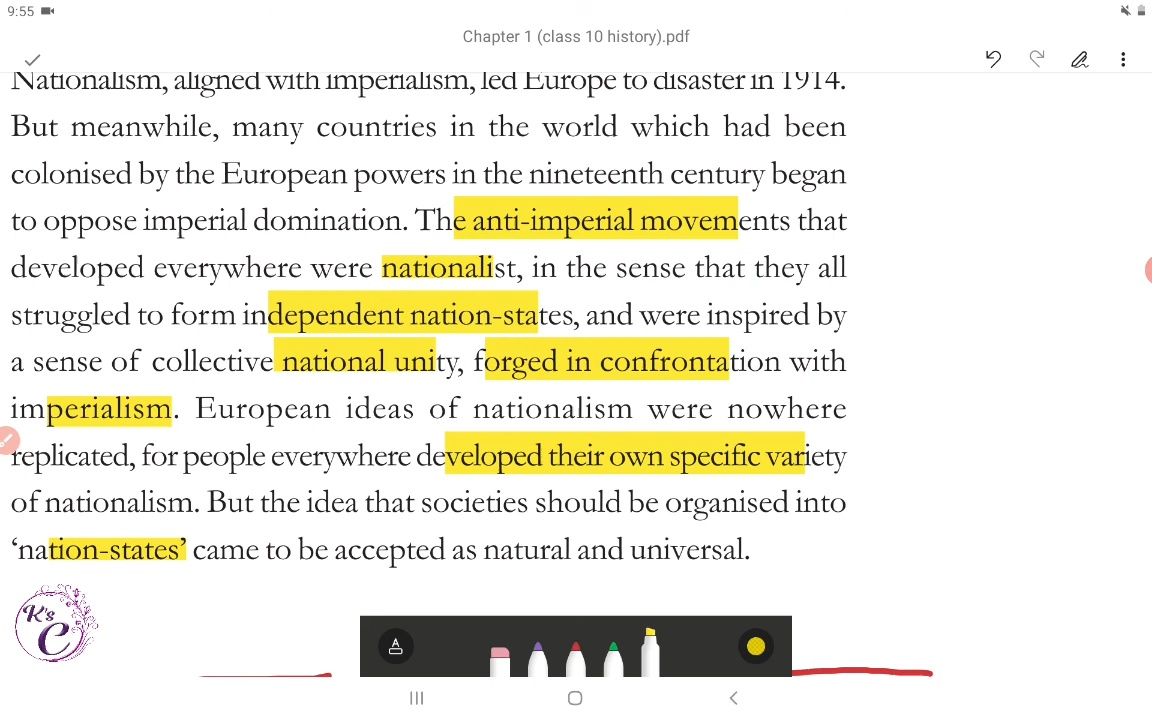 9:55
Chapter 1 (class 10 history).pdf
Nationalism, aligned with imperialism, led Europe to disaster in 1914.
But meanwhile, many countries in the world which had been
colonised by the European powers in the nineteenth century began
to oppose imperial domination. The anti-imperial movements that
developed everywhere were nationalist, in the sense that they all
struggled to form independent nation-states, and were inspired by
a sense of collective national unity, forged in confrontation with
imperialism. European ideas of nationalism were nowhere
replicated, for people everywhere developed their own specific variety
of nationalism. But the idea that societies should be organised into
‘nation-states’ came to be accepted as natural and universal.
K's
C
A